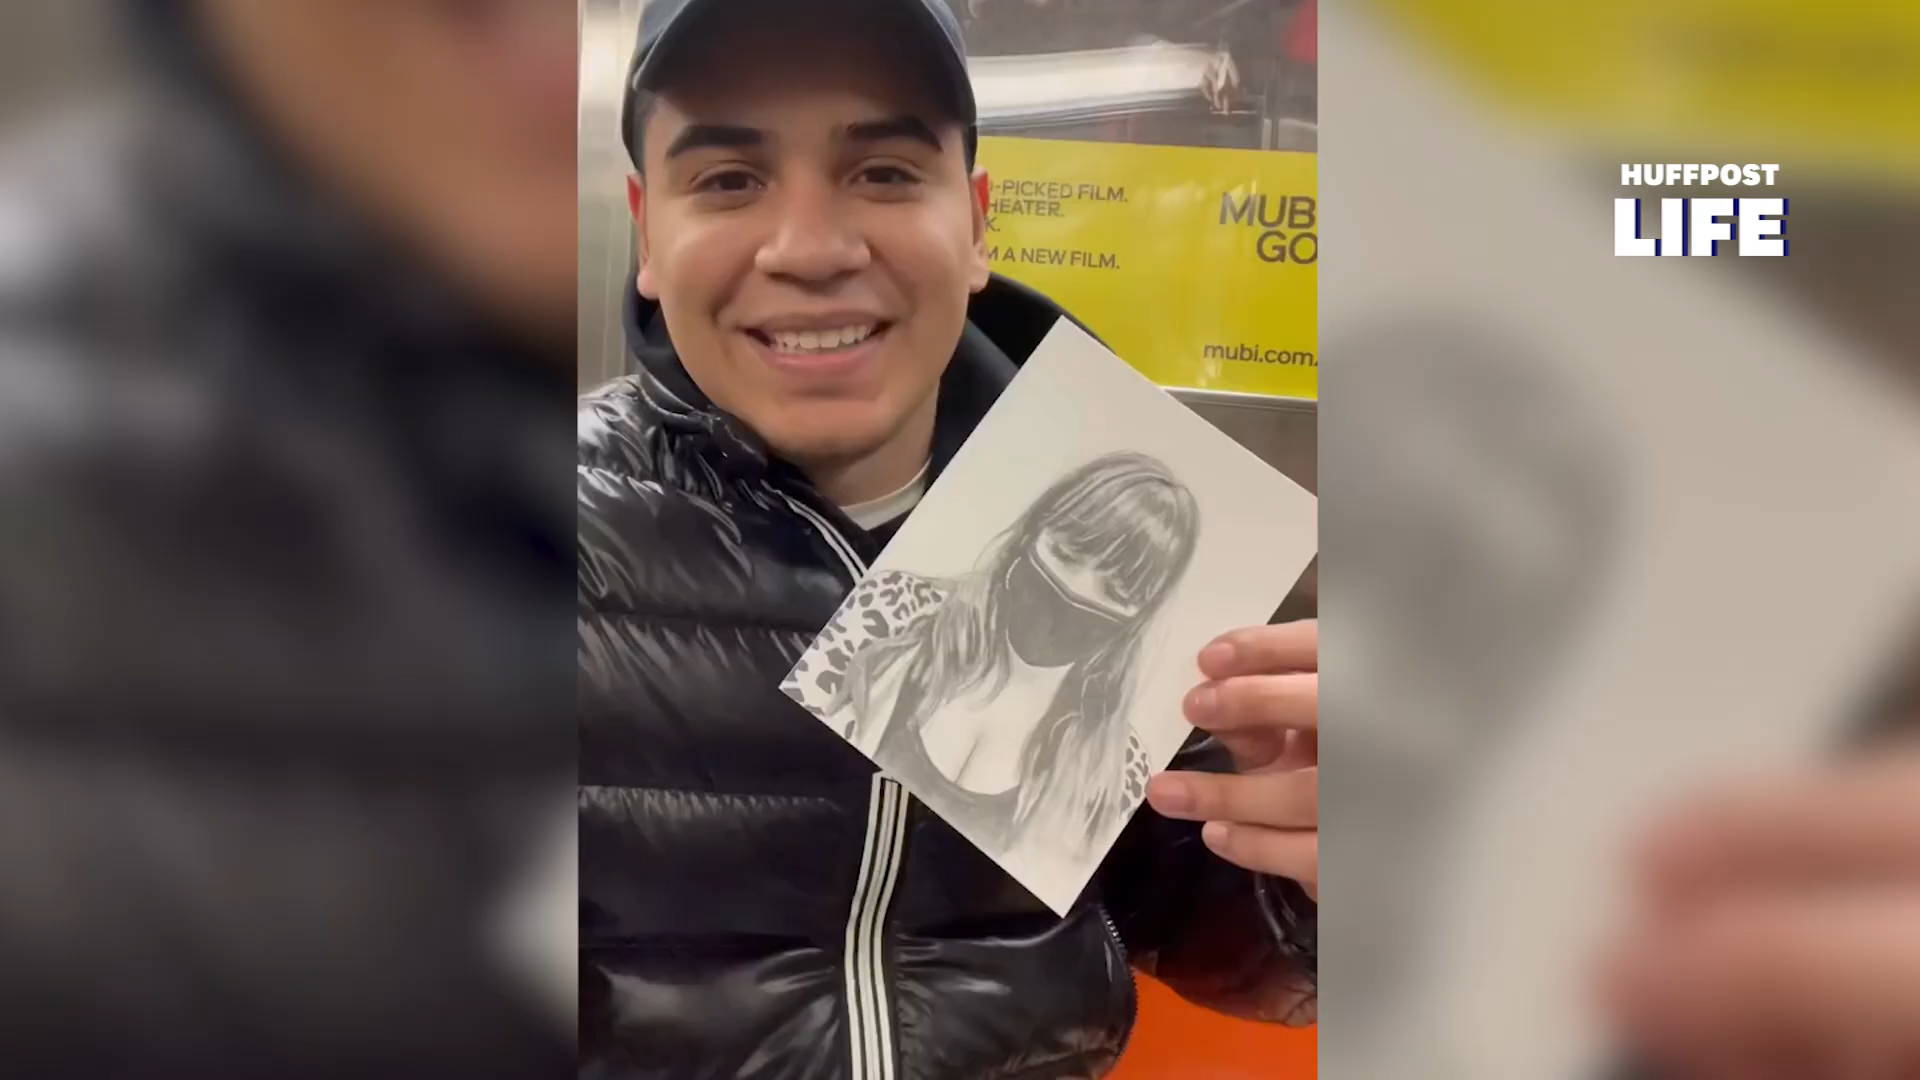 -PICKED FILM.
HEATER.
K.
M A NEW FILM.
MUB
GO
mubi.com
HUFFPOST
LIFE